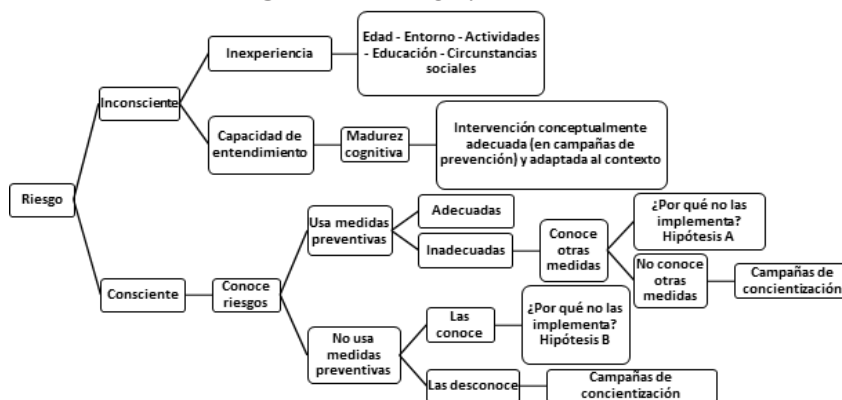 Riesgo
Inconsciente
Inexperiencia
Edad - Entorno - Actividades
- Educación - Circunstancias
sociales
Capacidad de
entendimiento
Madurez
cognitiva
Intervención conceptualmente
adecuada (en campañas de
prevención) y adaptada al contexto
Consciente
Conoce
riesgos
Usa medidas
preventivas
Adecuadas
Inadecuadas
Conoce
otras
medidas
¿Por qué no las
implementa?
Hipótesis A
No conoce
otras
medidas
Campañas de
concientización
No usa
medidas
preventivas
Las
conoce
¿Por qué no las
implementa?
Hipótesis B
Las desconoce
Campañas de
concientización